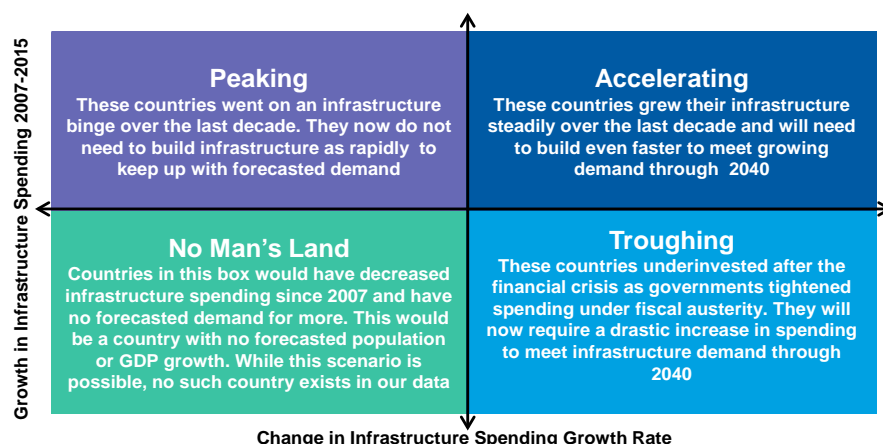 Growth in Infrastructure Spending 2007-2015
Peaking
These countries went on an infrastructure
binge over the last decade. They now do not
need to build infrastructure as rapidly to
keep up with forecasted demand
Accelerating
These countries grew their infrastructure
steadily over the last decade and will need
to build even faster to meet growing
demand through 2040
No Man's Land
Countries in this box would have decreased
infrastructure spending since 2007 and have
no forecasted demand for more. This would
be a country with no forecasted population
or GDP growth. While this scenario is
possible, no such country exists in our data
Troughing
These countries underinvested after the
financial crisis as governments tightened
spending under fiscal austerity. They will
now require a drastic increase in spending
to meet infrastructure demand through
2040
Change in Infrastructure Spending Growth Rate